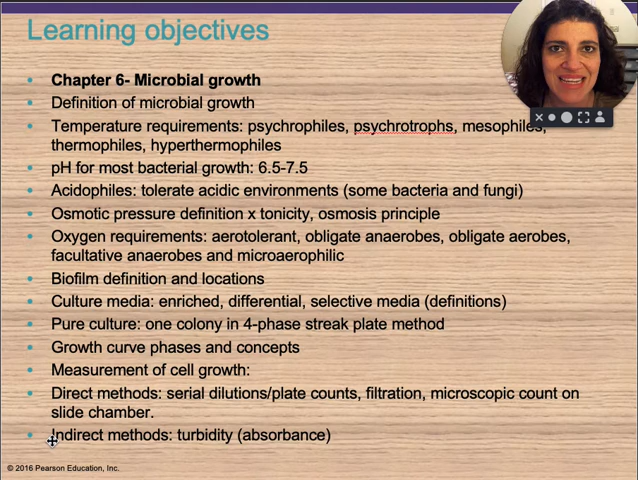 Learning objectives
• Chapter 6- Microbial growth
• Definition of microbial growth
• Temperature requirements: psychrophiles, psychrotrophs, mesophiles,
thermophiles, hyperthermophiles
• pH for most bacterial growth: 6.5-7.5
• Acidophiles: tolerate acidic environments (some bacteria and fungi)
• Osmotic pressure definition x tonicity, osmosis principle
• Oxygen requirements: aerotolerant, obligate anaerobes, obligate aerobes,
facultative anaerobes and microaerophilic
• Biofilm definition and locations
• Culture media: enriched, differential, selective media (definitions)
• Pure culture: one colony in 4-phase streak plate method
• Growth curve phases and concepts
• Measurement of cell growth:
• Direct methods: serial dilutions/plate counts, filtration, microscopic count on
slide chamber.
• Indirect methods: turbidity (absorbance)
© 2016 Pearson Education, Inc.